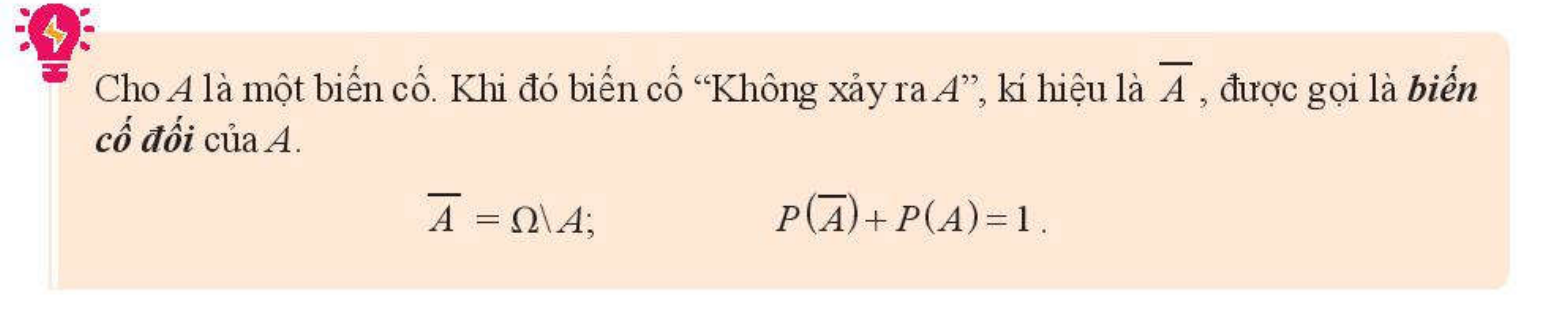 Cho A là một biến cố. Khi đó biến cố “Không xảy ra A”, kí hiệu là A̅ , được gọi là biến
cố đối của A.
A̅ = Ω\ A; P(A̅) + P(A) = 1 .